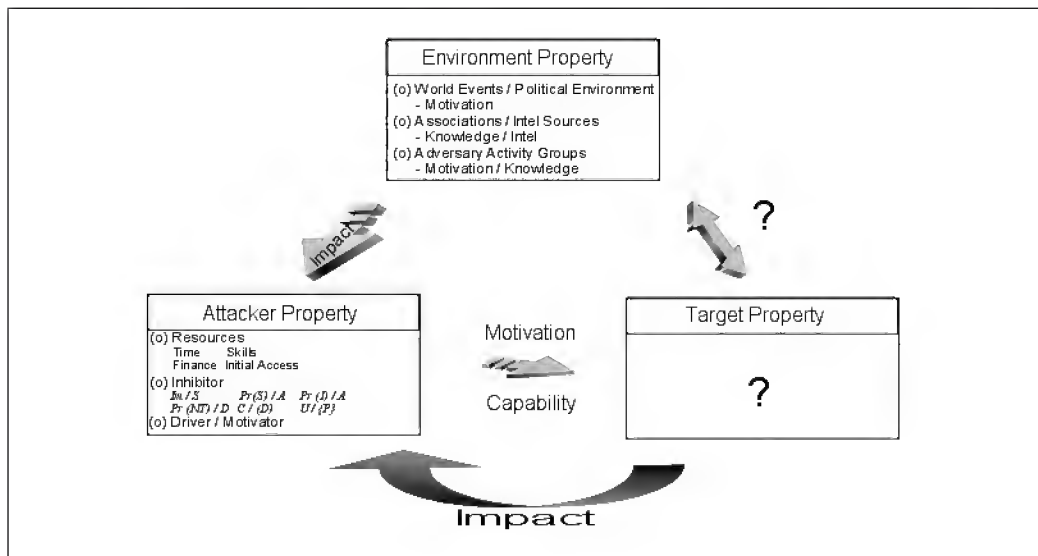 Environment Property
(o) World Events / Political Environment
- Motivation
(o) Associations / Intel Sources
- Knowledge / Intel
(o) Adversary Activity Groups
- Motivation / Knowledge
Impact
?
Attacker Property
(o) Resources
Time Skills
Finance Initial Access
(o) Inhibitor
Im / S Pr(S) / A Pr (I) / A
Pr (NT) / D C / (D) U / {P}
(o) Driver / Motivator
Motivation
Capability
Target Property
?
Impact